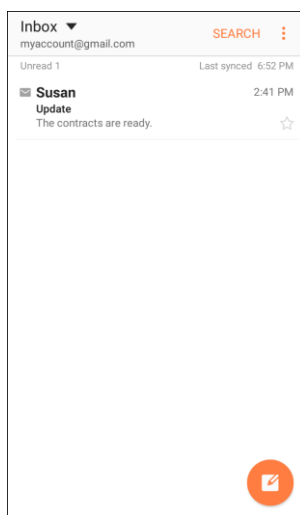 Inbox
SEARCH
myaccount@gmail.com
Unread 1 Last synced 6:52 PM
Susan 2:41 PM
Update
The contracts are ready.